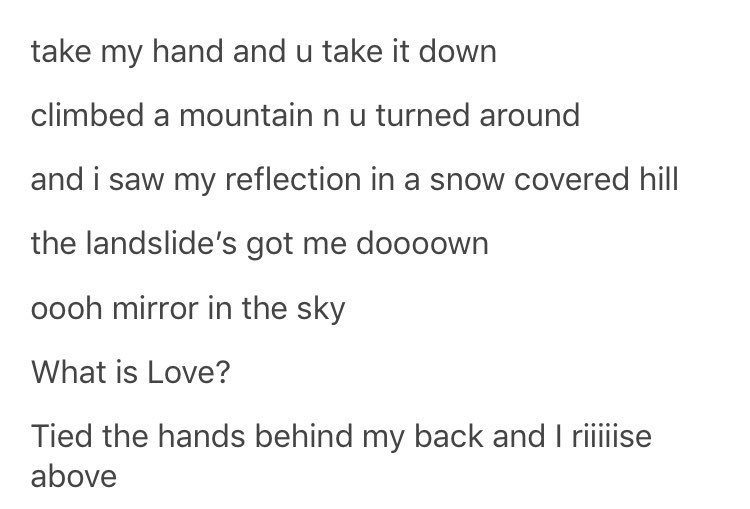 take my hand and u take it down
climbed a mountain n u turned around
and i saw my reflection in a snow covered hill
the landslide’s got me doooown
oooh mirror in the sky
What is Love?
Tied the hands behind my back and I riiiiise
above